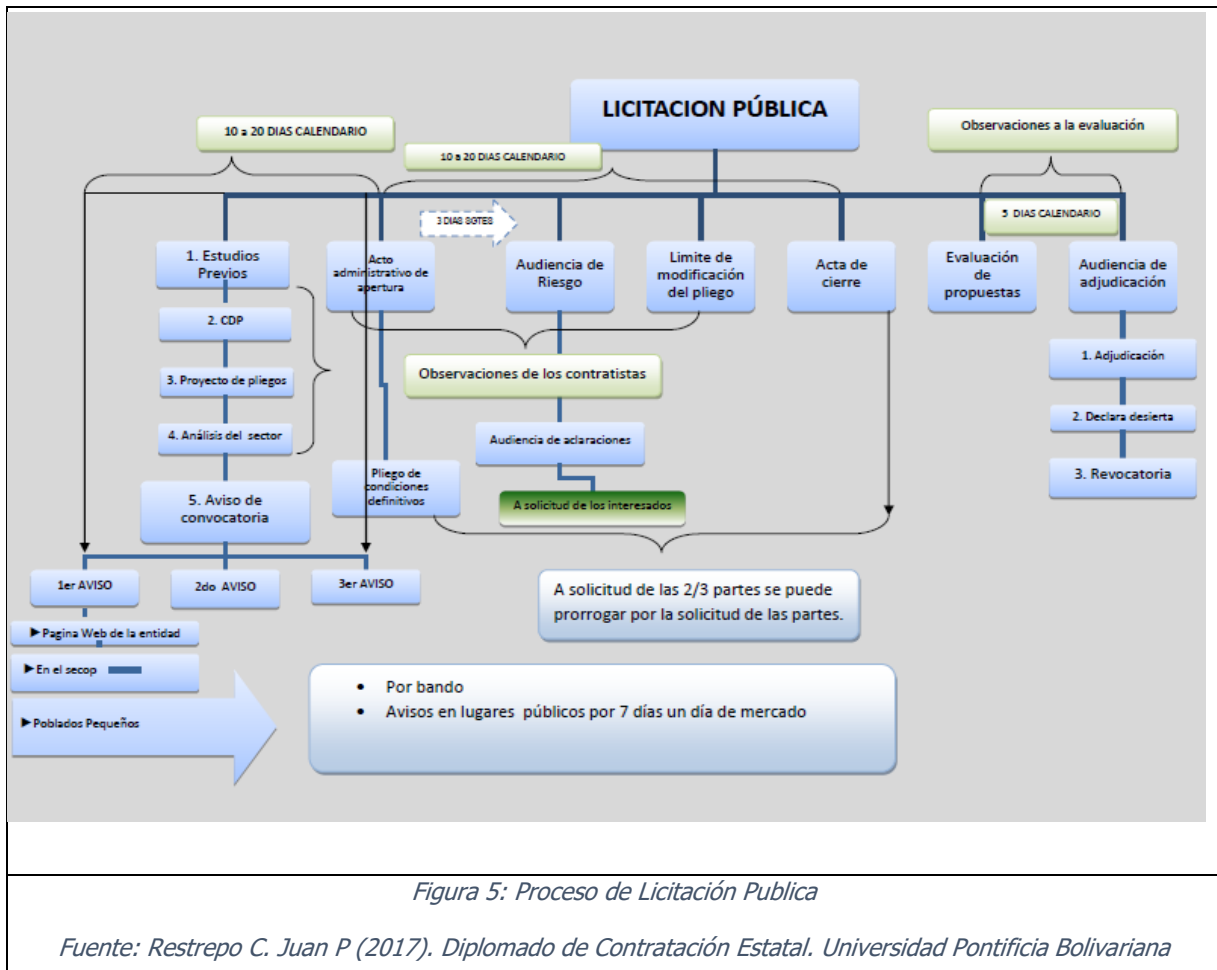 LICITACION PÚBLICA
10 a 20 DIAS CALENDARIO
10 a 20 DIAS CALENDARIO
Observaciones a la evaluación
3 DIAS SGTES
5 DIAS CALENDARIO
1. Estudios
Previos
Acto
administrativo de
apertura
Audiencia de
Riesgo
Limite de
modificación
del pliego
Acta de
cierre
Evaluación
de
propuestas
Audiencia de
adjudicación
2. CDP
3. Proyecto de pliegos
4. Análisis del sector
5. Aviso de
convocatoria
Observaciones de los contratistas
Audiencia de aclaraciones
A solicitud de los interesados
Pliego de
condiciones
definitivos
1. Adjudicación
2. Declara desierta
3. Revocatoria
1er AVISO
2do AVISO
3er AVISO
A solicitud de las 2/3 partes se puede
prorrogar por la solicitud de las partes.
►Pagina Web de la entidad
►En el secop
►Poblados Pequeños
• Por bando
• Avisos en lugares públicos por 7 días un día de mercado
Figura 5: Proceso de Licitación Publica
Fuente: Restrepo C. Juan P (2017). Diplomado de Contratación Estatal. Universidad Pontificia Bolivariana